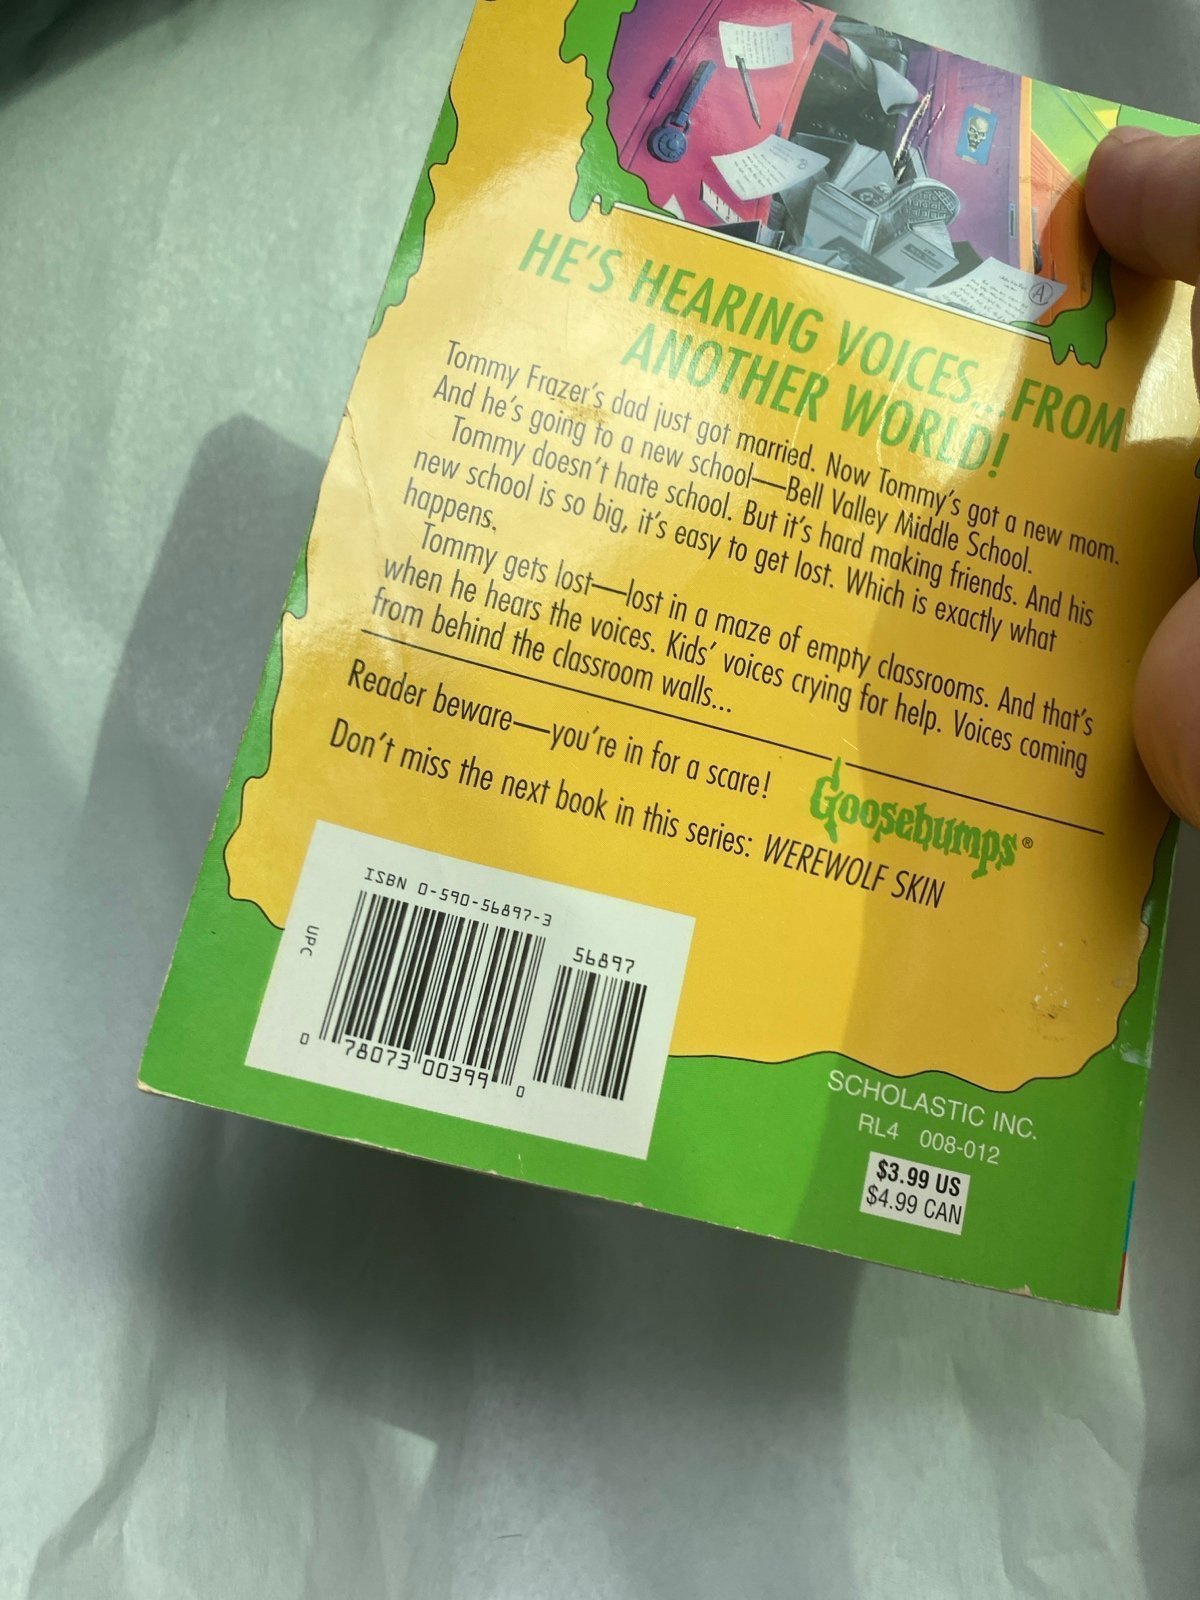 HE'S HEARING VOICES...FROM
ANOTHER WORLD!
Tommy Frazer's dad just got married. Now Tommy's got a new mom.
And he's going to a new school—Bell Valley Middle School.
Tommy doesn't hate school. But it's hard making friends. And his
new school is so big, it's easy to get lost. Which is exactly what
happens.
Tommy gets lost—lost in a maze of empty classrooms. And that's
when he hears the voices. Kids' voices crying for help. Voices coming
from behind the classroom walls...
Reader beware—you're in for a scare!
Goosebumps®
Don't miss the next book in this series: WEREWOLF SKIN
ISBN 0-590-56897-3
56897
UPC
0 78073 00399 0
SCHOLASTIC INC.
RL4 008-012
$3.99 US
$4.99 CAN
A